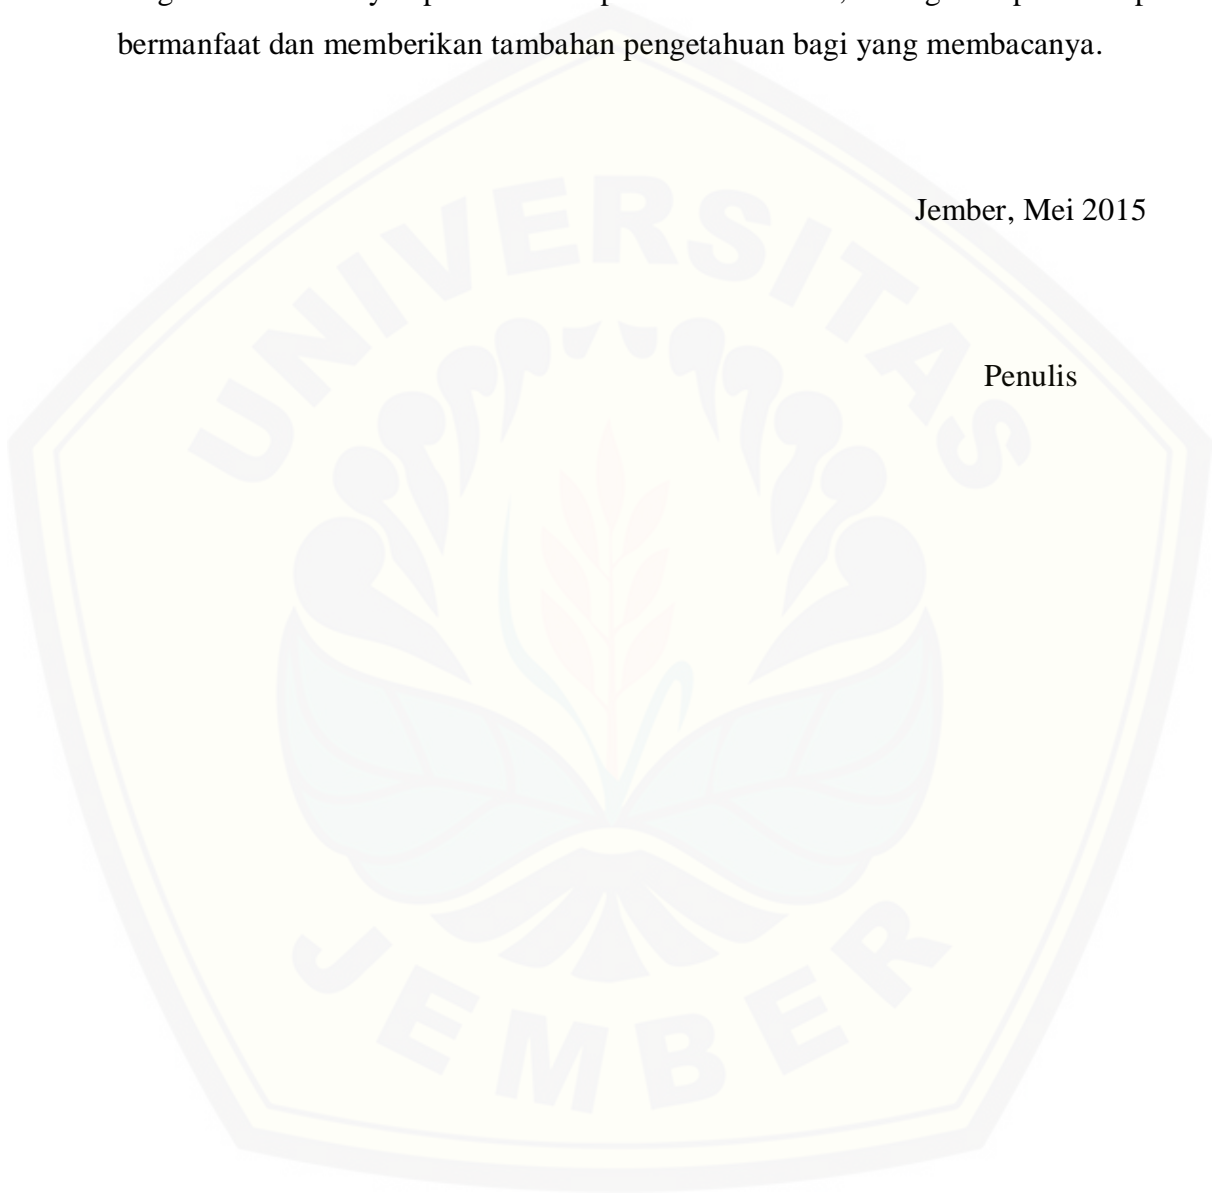 bermanfaat dan memberikan tambahan pengetahuan bagi yang membacanya.
Jember, Mei 2015
Penulis
UNIVERSITAS
JEMBER